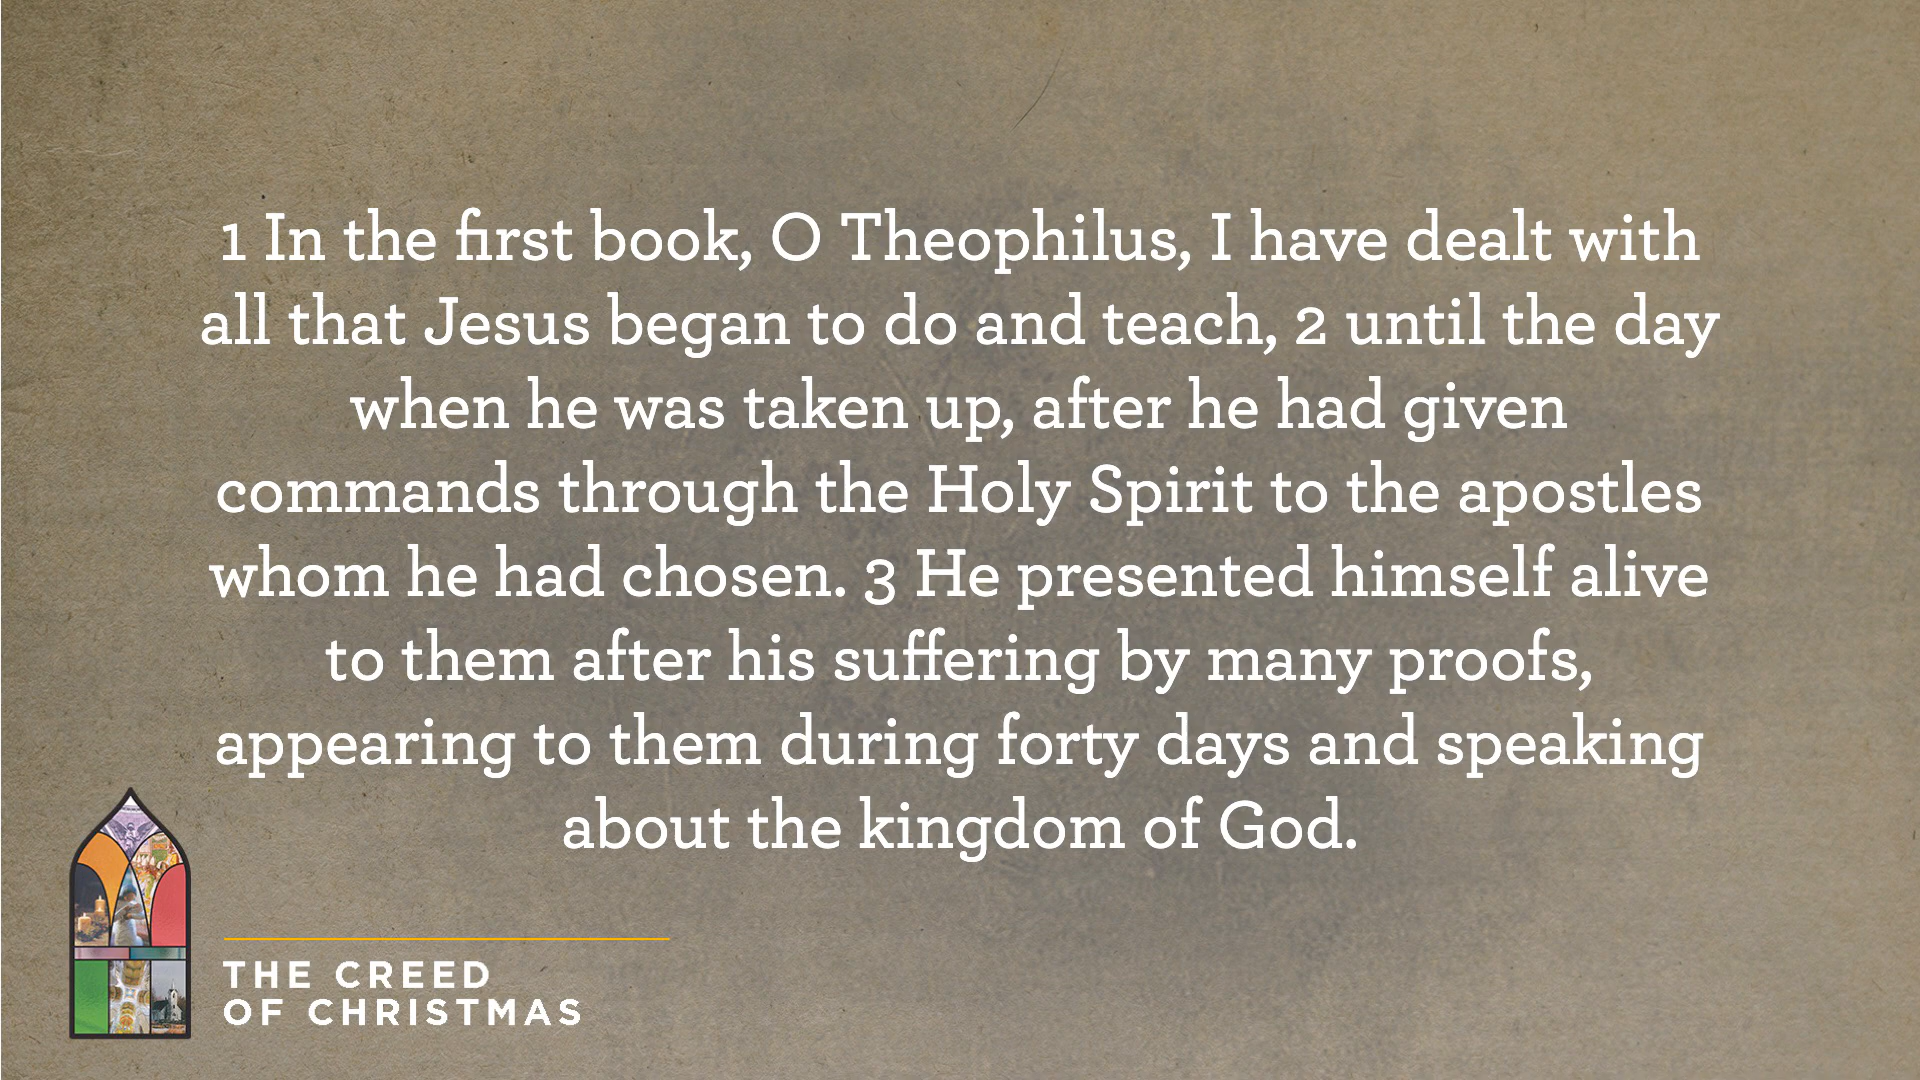 1 In the first book, O Theophilus, I have dealt with
all that Jesus began to do and teach, 2 until the day
when he was taken up, after he had given
commands through the Holy Spirit to the apostles
whom he had chosen. 3 He presented himself alive
to them after his suffering by many proofs,
appearing to them during forty days and speaking
about the kingdom of God.
THE CREED
OF CHRISTMAS